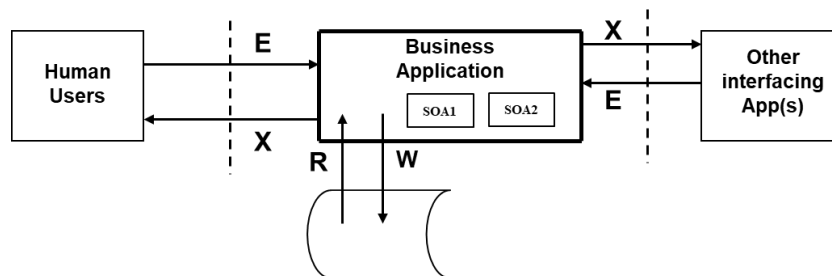 Human
Users
E
X
Business
Application
SOA1
SOA2
R
W
X
E
Other
interfacing
App(s)